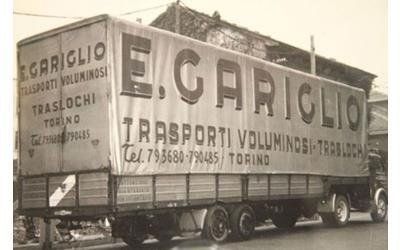 E. GARIGLIO
TRASPORTI VOLUMINOSI
TRASLOCHI
TORINO
Tel. 793680-790485
E. GARIGLIO
TRASPORTI VOLUMINOSI-TRASLOCHI
Tel. 793680-790485/TORINO